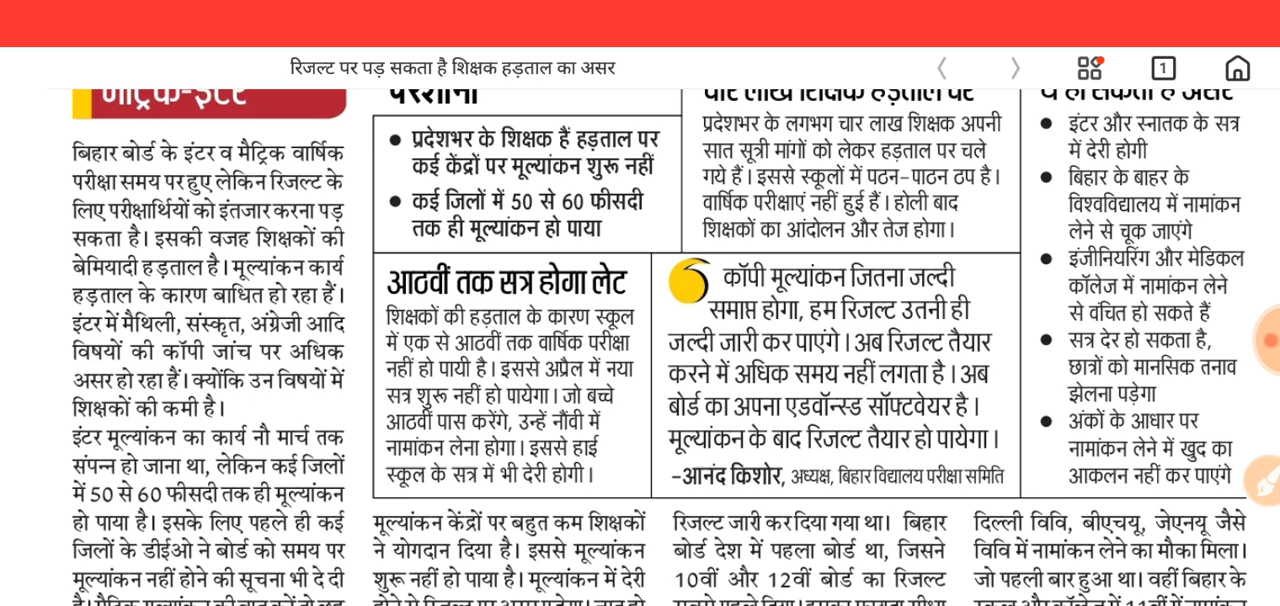 रिजल्ट पर पड़ सकता है शिक्षक हड़ताल का असर
1
मैट्रिक-इंटर
बिहार बोर्ड के इंटर व मैट्रिक वार्षिक
परीक्षा समय पर हुए लेकिन रिजल्ट के
लिए परीक्षार्थियों को इंतजार करना पड़
सकता है। इसकी वजह शिक्षकों की
बेमियादी हड़ताल है। मूल्यांकन कार्य
हड़ताल के कारण बाधित हो रहा हैं।
इंटर में मैथिली, संस्कृत, अंग्रेजी आदि
विषयों की कॉपी जांच पर अधिक
असर हो रहा हैं। क्योंकि उन विषयों में
शिक्षकों की कमी है।
इंटर मूल्यांकन का कार्य नौ मार्च तक
संपन्न हो जाना था, लेकिन कई जिलों
में 50 से 60 फीसदी तक ही मूल्यांकन
हो पाया है। इसके लिए पहले ही कई
जिलों के डीईओ ने बोर्ड को समय पर
मूल्यांकन नहीं होने की सूचना भी दे दी
परेशानी
● प्रदेशभर के शिक्षक हैं हड़ताल पर
कई केंद्रों पर मूल्यांकन शुरू नहीं
● कई जिलों में 50 से 60 फीसदी
तक ही मूल्यांकन हो पाया
चार लाख शिक्षक हड़ताल पर
प्रदेशभर के लगभग चार लाख शिक्षक अपनी
सात सूत्री मांगों को लेकर हड़ताल पर चले
गये हैं। इससे स्कूलों में पठन-पाठन ठप है।
वार्षिक परीक्षाएं नहीं हुई हैं। होली बाद
शिक्षकों का आंदोलन और तेज होगा।
आठवीं तक सत्र होगा लेट
शिक्षकों की हड़ताल के कारण स्कूल
में एक से आठवीं तक वार्षिक परीक्षा
नहीं हो पायी है। इससे अप्रैल में नया
सत्र शुरू नहीं हो पायेगा। जो बच्चे
आठवीं पास करेंगे, उन्हें नौंवी में
नामांकन लेना होगा। इससे हाई
स्कूल के सत्र में भी देरी होगी।
कॉपी मूल्यांकन जितना जल्दी
समाप्त होगा, हम रिजल्ट उतनी ही
जल्दी जारी कर पाएंगे। अब रिजल्ट तैयार
करने में अधिक समय नहीं लगता है। अब
बोर्ड का अपना एडवॉन्स्ड सॉफ्टवेयर है।
मूल्यांकन के बाद रिजल्ट तैयार हो पायेगा।
-आनंद किशोर, अध्यक्ष, बिहार विद्यालय परीक्षा समिति
ये हो सकता है असर
● इंटर और स्नातक के सत्र
में देरी होगी
● बिहार के बाहर के
विश्वविद्यालय में नामांकन
लेने से चूक जाएंगे
● इंजीनियरिंग और मेडिकल
कॉलेज में नामांकन लेने
से वंचित हो सकते हैं
● सत्र देर हो सकता है,
छात्रों को मानसिक तनाव
झेलना पड़ेगा
● अंकों के आधार पर
नामांकन लेने में खुद का
आकलन नहीं कर पाएंगे
मूल्यांकन केंद्रों पर बहुत कम शिक्षकों
ने योगदान दिया है। इससे मूल्यांकन
शुरू नहीं हो पाया है। मूल्यांकन में देरी
रिजल्ट जारी कर दिया गया था। बिहार
बोर्ड देश में पहला बोर्ड था, जिसने
10वीं और 12वीं बोर्ड का रिजल्ट
दिल्ली विवि, बीएचयू, जेएनयू जैसे
विवि में नामांकन लेने का मौका मिला।
जो पहली बार हुआ था। वहीं बिहार के